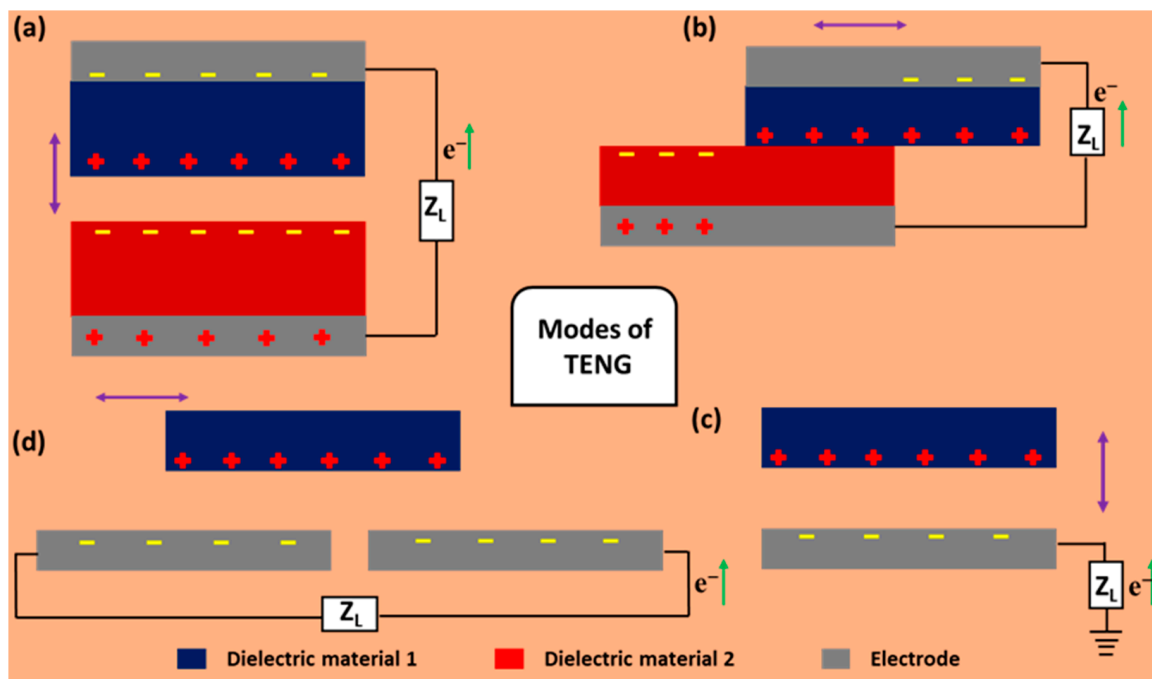 (a)
e⁻
Z_L
(b)
e⁻
Z_L
Modes of
TENG
(d)
Z_L
e⁻
(c)
Z_L
e⁻
Dielectric material 1
Dielectric material 2
Electrode